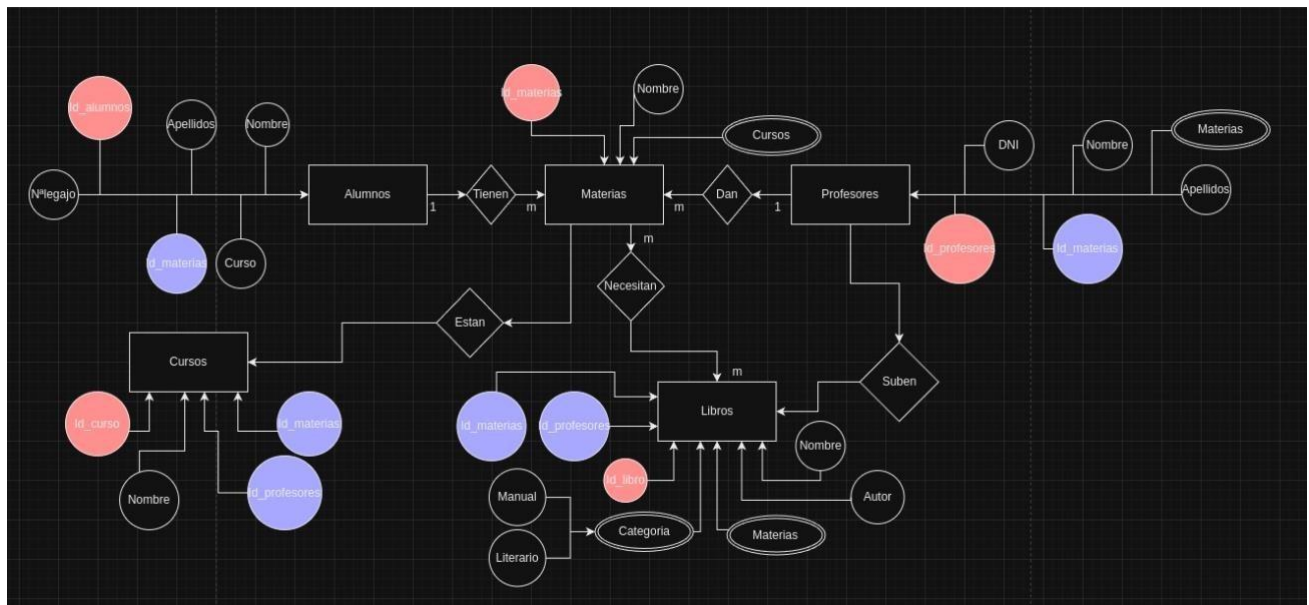 Id_alumnos
Apellidos
Nombre
Nªlegajo
Id_materias
Curso
Alumnos
1
Tienen
m
Id_materias
Nombre
Cursos
Materias
m
Dan
1
Profesores
DNI
Nombre
Materias
Apellidos
Id_profesores
Id_materias
m
Necesitan
m
Estan
Cursos
Id_curso
Nombre
Id_profesores
Id_materias
Suben
Libros
Id_materias
Id_profesores
Id_libro
Nombre
Autor
Manual
Literario
Categoria
Materias